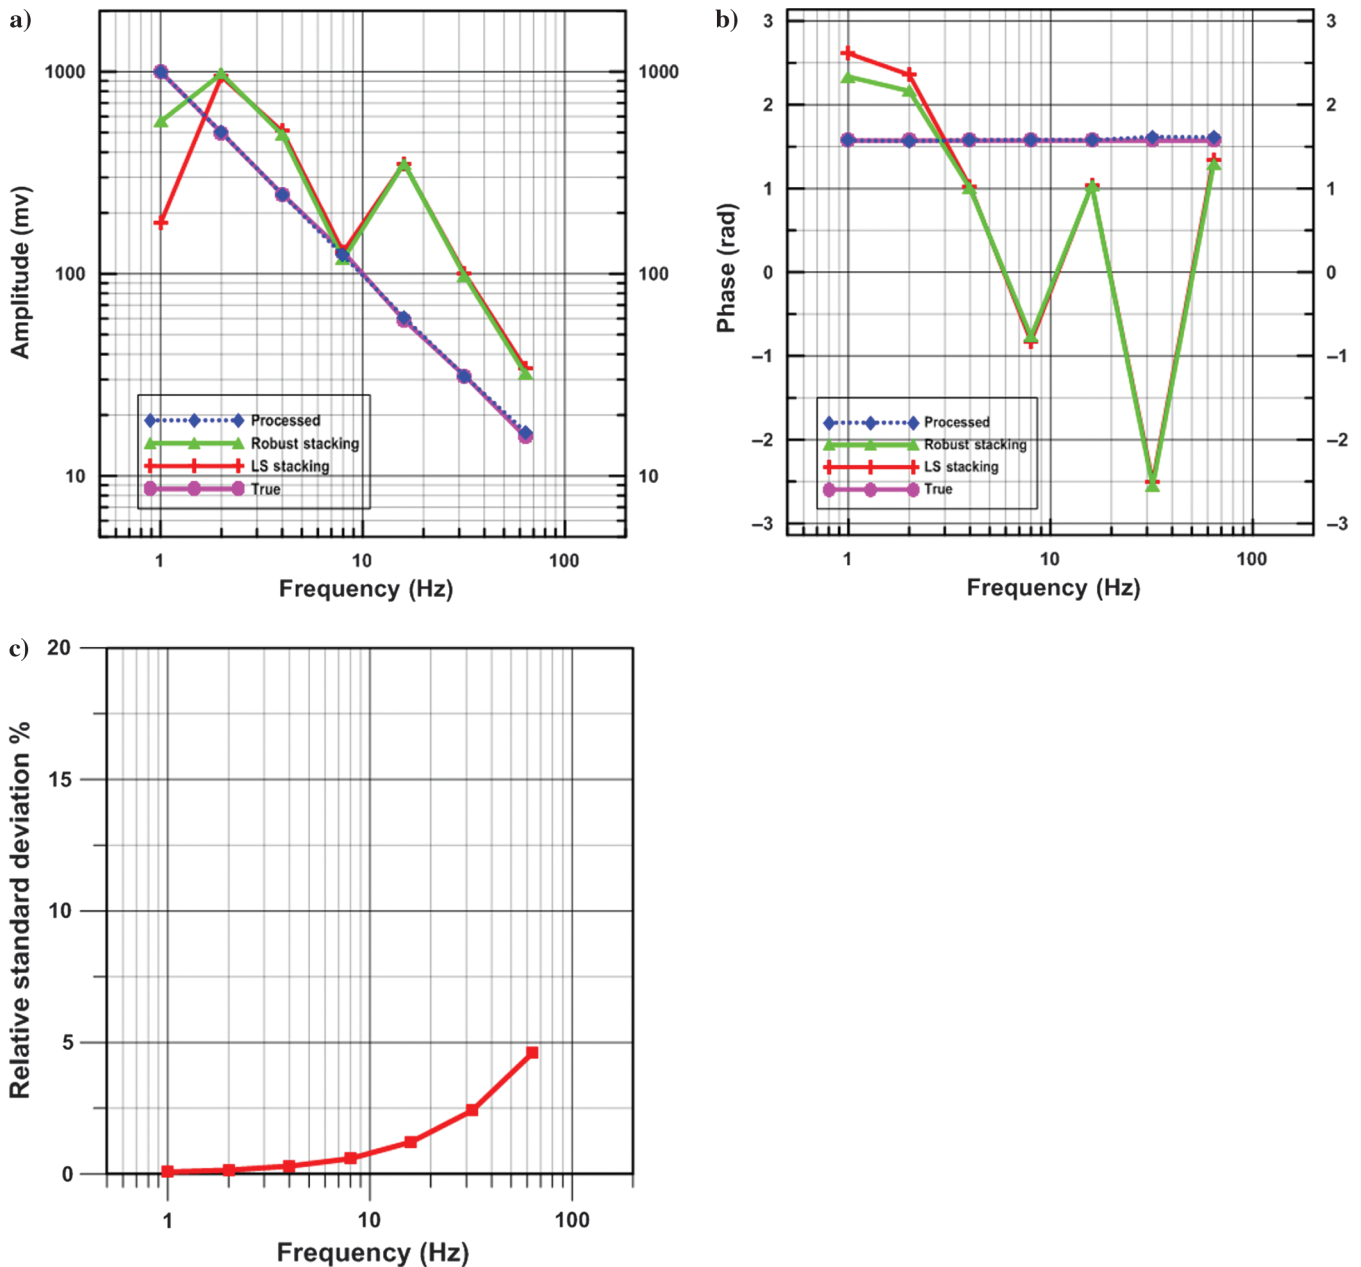 a)
1000
100
10
1000
100
10
Amplitude (mv)
Processed
Robust stacking
LS stacking
True
1
10
100
Frequency (Hz)
b)
3
2
1
0
−1
−2
−3
3
2
1
0
−1
−2
−3
Phase (rad)
Processed
Robust stacking
LS stacking
True
1
10
100
Frequency (Hz)
c)
20
15
10
5
0
Relative standard deviation %
1
10
100
Frequency (Hz)